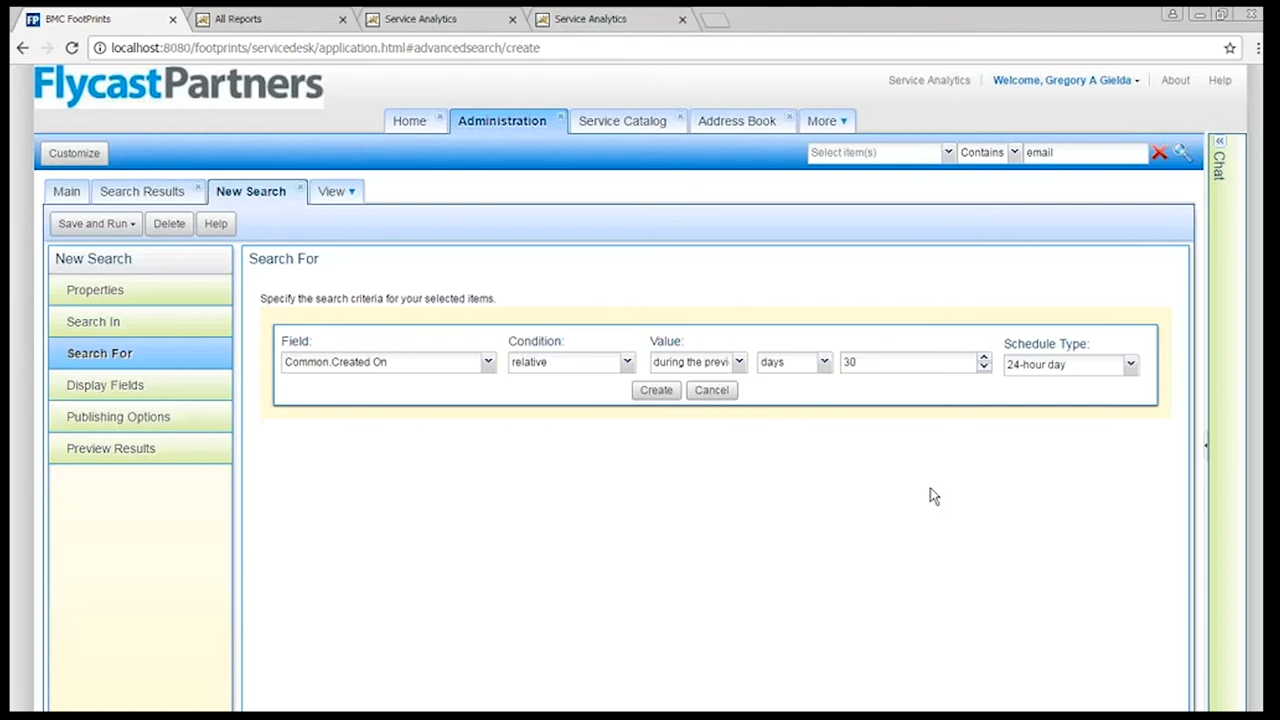 BMC FootPrints All Reports Service Analytics Service Analytics
localhost:8080/footprints/servicedesk/application.html#advancedsearch/create
FlycastPartners
Service Analytics Welcome, Gregory A Gielda About Help
Home Administration Service Catalog Address Book More
Customize Select item(s) Contains email
Chat
Main Search Results New Search View
Save and Run Delete Help
New Search
Properties
Search In
Search For
Display Fields
Publishing Options
Preview Results
Search For
Specify the search criteria for your selected items.
Field: Condition: Value: Schedule Type:
Common.Created On relative during the previ days 30 24-hour day
Create Cancel